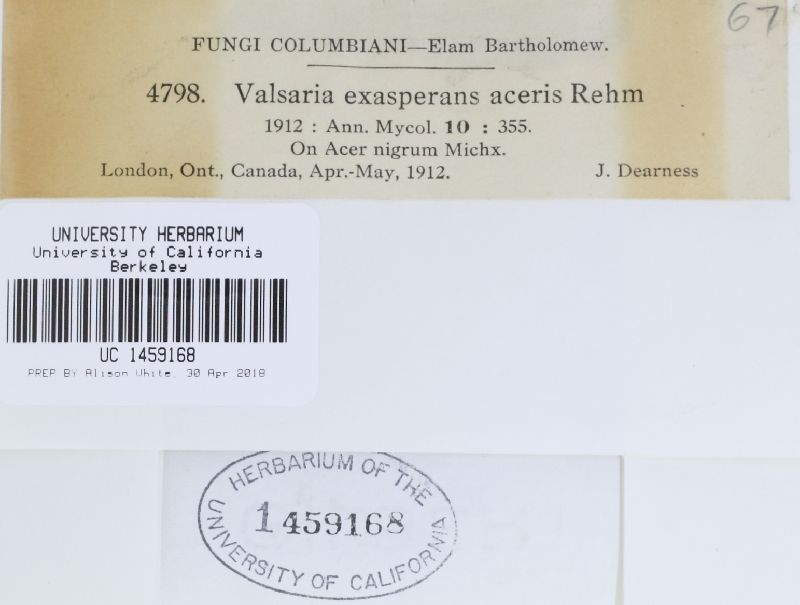 67
FUNGI COLUMBIANI—Elam Bartholomew.
4798. Valsaria exasperans aceris Rehm
1912 : Ann. Mycol. 10 : 355.
On Acer nigrum Michx.
London, Ont., Canada, Apr.-May, 1912. J. Dearness
UNIVERSITY HERBARIUM
University of California
Berkeley
UC 1459168
PREP BY Alison White, 30 Apr 2018
HERBARIUM OF THE
1459168
UNIVERSITY OF CALIFORNIA